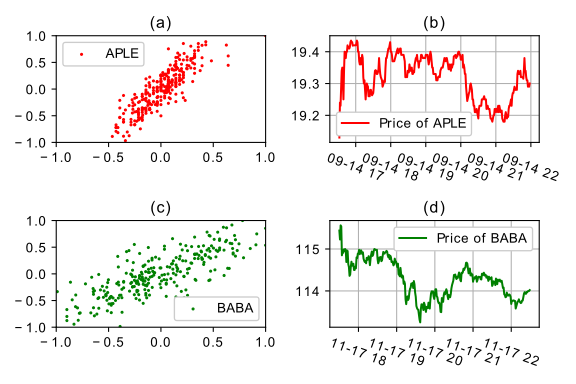 (a)
APLE
1.0
0.5
0.0
−0.5
−1.0
−1.0 −0.5 0.0 0.5 1.0
(b)
19.4
19.3
19.2
Price of APLE
09-14 17 09-14 18 09-14 19 09-14 20 09-14 21 09-14 22
(c)
1.0
0.5
0.0
−0.5
−1.0
BABA
−1.0 −0.5 0.0 0.5 1.0
(d)
Price of BABA
115
114
11-17 18 11-17 19 11-17 20 11-17 21 11-17 22